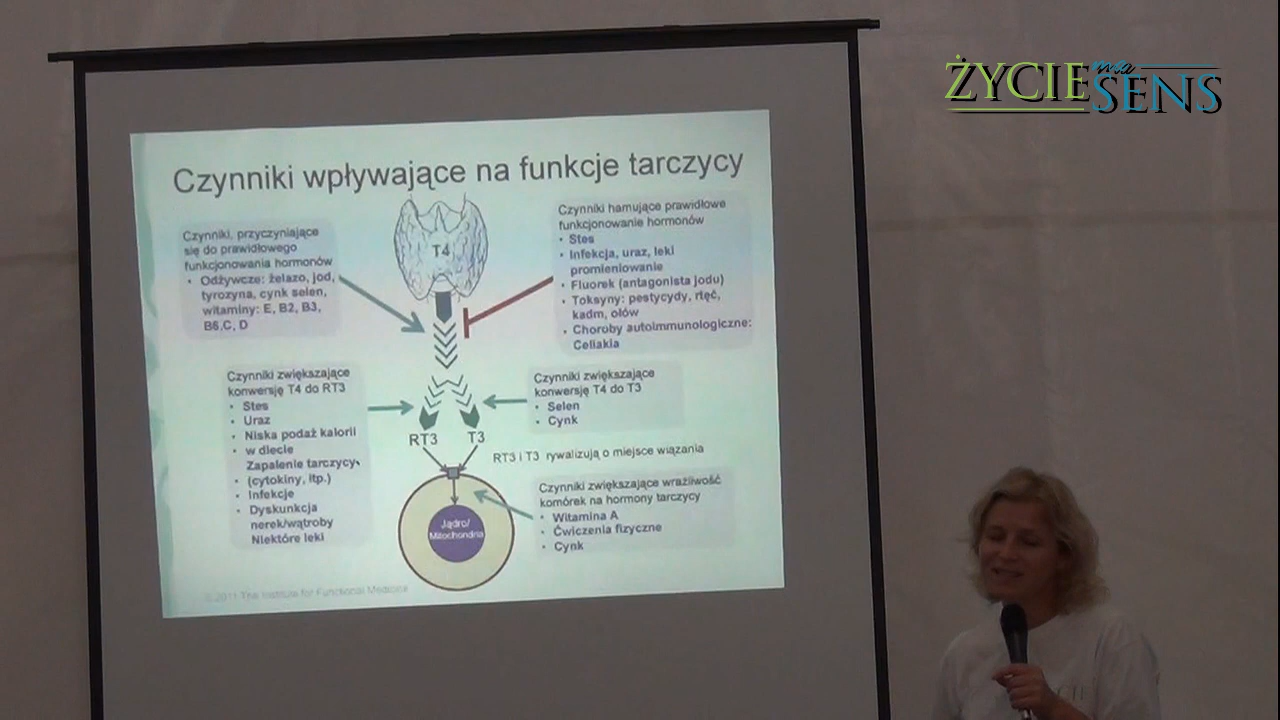 ŻYCIE ma SENS
Czynniki wpływające na funkcje tarczycy
Czynniki, przyczyniające
się do prawidłowego
funkcjonowania hormonów
• Odżywcze: żelazo, jod,
tyrozyna, cynk selen,
witaminy: E, B2, B3,
B6,C, D
T4
Czynniki hamujące prawidłowe
funkcjonowanie hormonów
• Stes
• Infekcja, uraz, leki
promieniowanie
• Fluorek (antagonista jodu)
• Toksyny: pestycydy, rtęć,
kadm, ołów
• Choroby autoimmunologiczne:
Celiakia
Czynniki zwiększające
konwersję T4 do RT3
• Stes
• Uraz
• Niska podaż kalorii
• w diecie
Zapalenie tarczycy
• (cytokiny, itp.)
• Infekcje
• Dyskunkcja
nerek/wątroby
Niektóre leki
Czynniki zwiększające
konwersję T4 do T3
• Selen
• Cynk
RT3
T3
RT3 i T3 rywalizują o miejsce wiązania
Czynniki zwiększające wrażliwość
komórek na hormony tarczycy
• Witamina A
• Ćwiczenia fizyczne
• Cynk
Jądro/
Mitochondria
©2011 The Institute for Functional Medicine